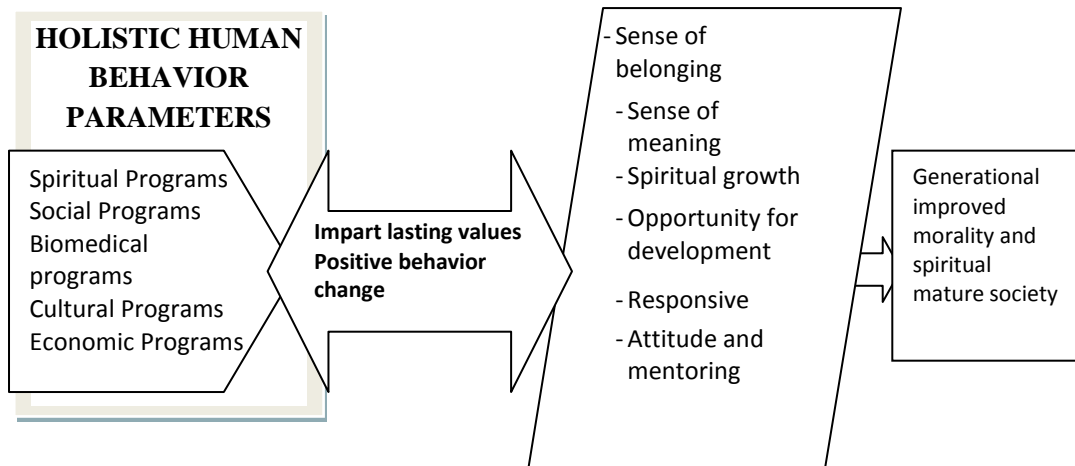 HOLISTIC HUMAN
BEHAVIOR
PARAMETERS
Spiritual Programs
Social Programs
Biomedical
programs
Cultural Programs
Economic Programs
Impart lasting values
Positive behavior
change
- Sense of
belonging
- Sense of
meaning
- Spiritual growth
- Opportunity for
development
- Responsive
- Attitude and
mentoring
Generational
improved
morality and
spiritual
mature society